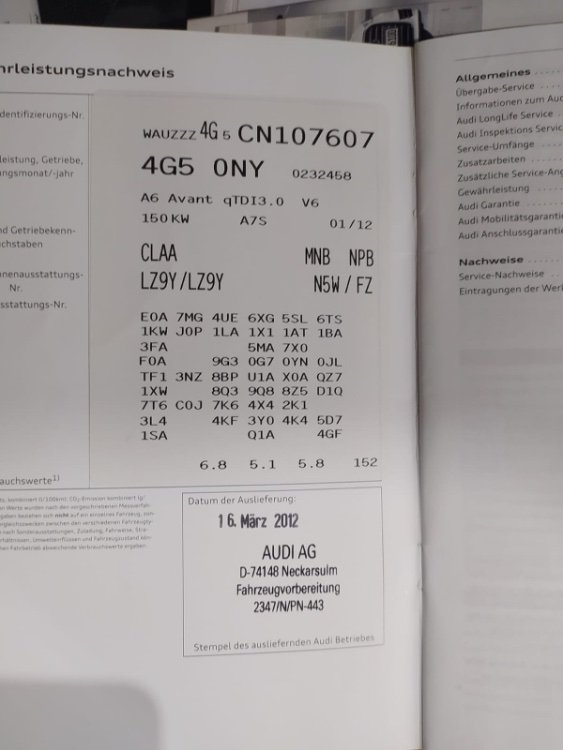 hrleistungsnachweis
dentifizierungs-Nr.
WAUZZZ 4G 5 CN107607
4G5 0NY 0232458
leistung, Getriebe,
ngsmonat/-jahr
A6 Avant qTDI3.0 V6
150 KW A7S 01/12
nd Getriebekenn-
chstaben
CLAA MNB NPB
nenausstattungs-
Nr.
LZ9Y/LZ9Y N5W / FZ
sstattungs-Nr.
E0A 7MG 4UE 6XG 5SL 6TS
1KW J0P 1LA 1X1 1AT 1BA
3FA 5MA 7X0
F0A 9G3 0G7 0YN 0JL
TF1 3NZ 8BP U1A X0A QZ7
1XW 8Q3 9Q8 8Z5 D1Q
7T6 C0J 7K6 4X4 2K1
3L4 4KF 3Y0 4K4 5D7
1SA Q1A 4GF
auchswerte1)
6.8 5.1 5.8 152
Datum der Auslieferung:
16. März 2012
AUDI AG
D-74148 Neckarsulm
Fahrzeugvorbereitung
2347/N/PN-443
Stempel des ausliefernden Audi Betriebes
Allgemeines
Übergabe-Service
Informationen zum Aud
Audi LongLife Service
Audi Inspektions Servic
Service-Umfänge
Zusatzarbeiten
Zusätzliche Service-Ang
Gewährleistung
Audi Garantie
Audi Mobilitätsgarantie
Audi Anschlussgarantie
Nachweise
Service-Nachweise
Eintragungen der Werk